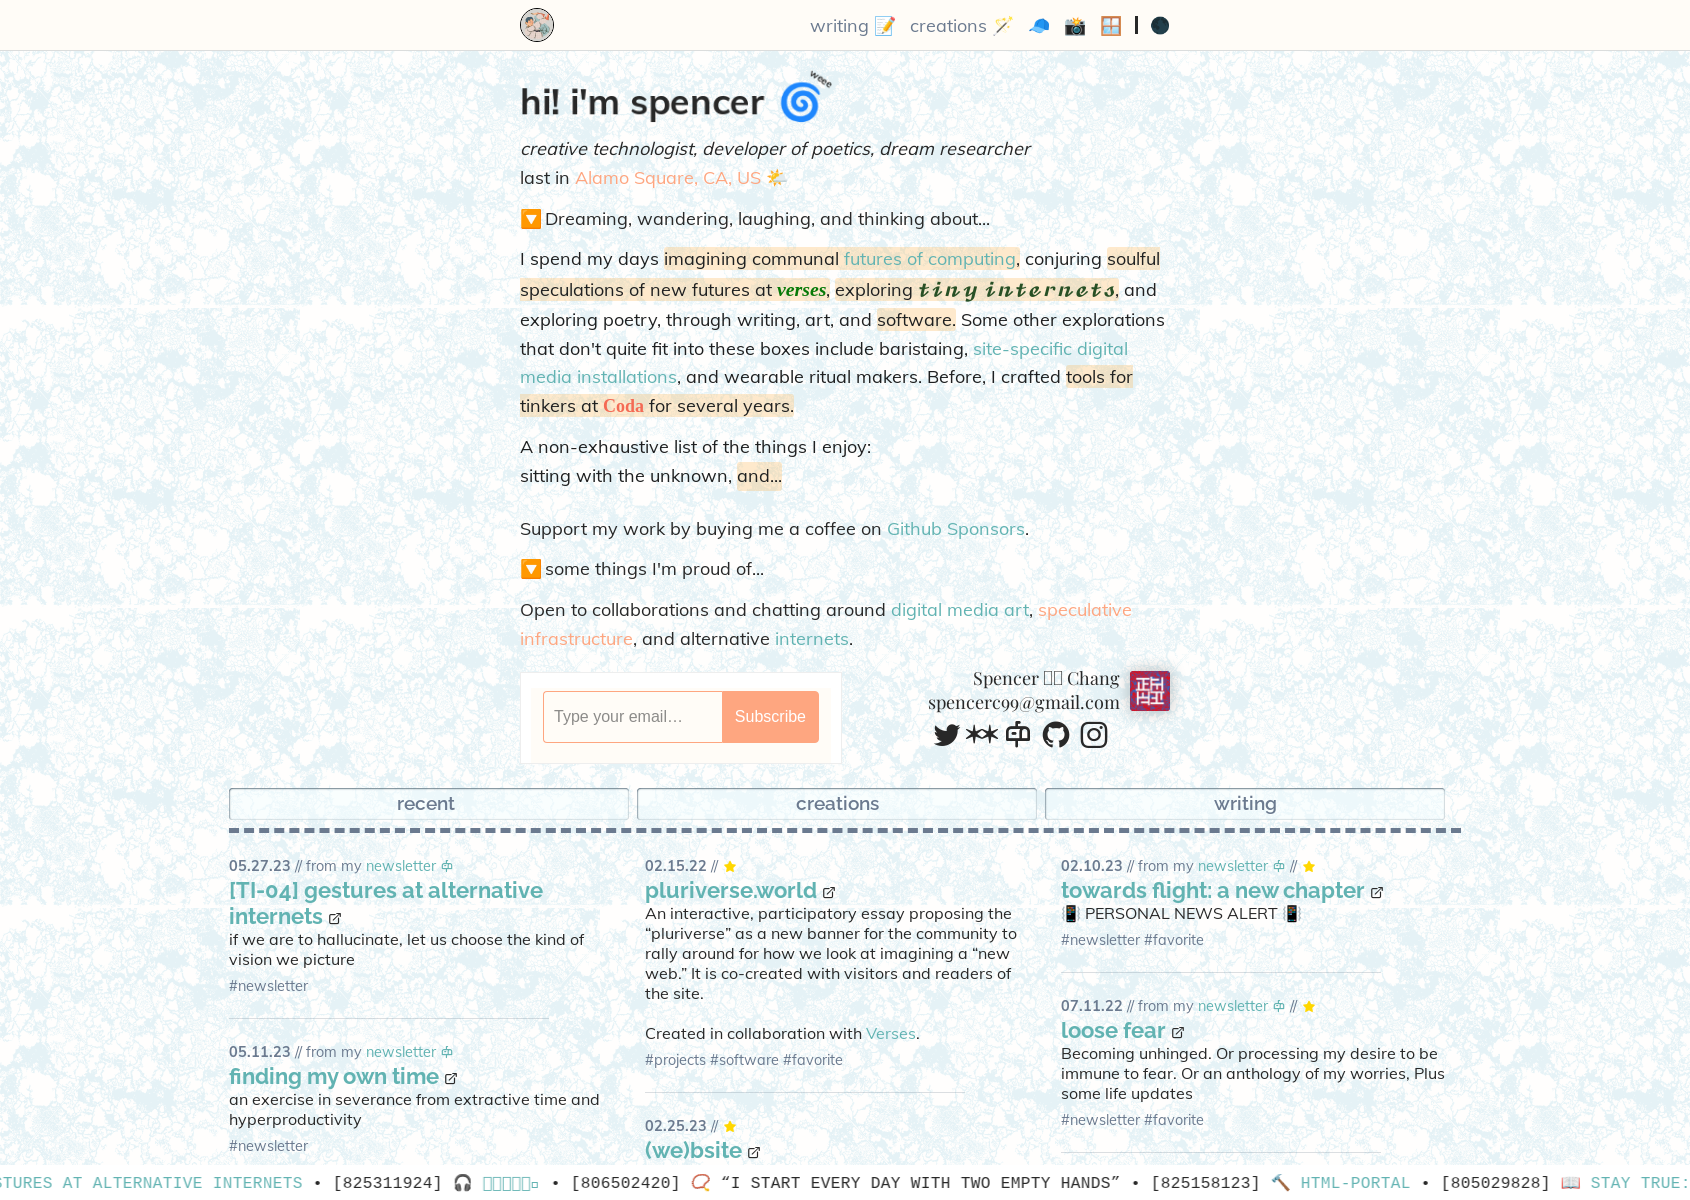 writing 📝 creations 🪄 🧢 📸 🪟 | 🌑
hi! i'm spencer 🌀
weee
creative technologist, developer of poetics, dream researcher
last in Alamo Square, CA, US 🌤️
🔽 Dreaming, wandering, laughing, and thinking about...
I spend my days imagining communal futures of computing, conjuring soulful
speculations of new futures at verses, exploring tiny internets, and
exploring poetry, through writing, art, and software. Some other explorations
that don't quite fit into these boxes include baristaing, site-specific digital
media installations, and wearable ritual makers. Before, I crafted tools for
tinkers at Coda for several years.
A non-exhaustive list of the things I enjoy:
sitting with the unknown, and...
Support my work by buying me a coffee on Github Sponsors.
🔽 some things I'm proud of...
Open to collaborations and chatting around digital media art, speculative
infrastructure, and alternative internets.
Type your email… Subscribe
Spencer Chang
spencerc99@gmail.com
recent
creations
writing
05.27.23 // from my newsletter
[TI-04] gestures at alternative
internets
if we are to hallucinate, let us choose the kind of
vision we picture
#newsletter
05.11.23 // from my newsletter
finding my own time
an exercise in severance from extractive time and
hyperproductivity
#newsletter
02.15.22 // ⭐
pluriverse.world
An interactive, participatory essay proposing the
“pluriverse” as a new banner for the community to
rally around for how we look at imagining a “new
web.” It is co-created with visitors and readers of
the site.
Created in collaboration with Verses.
#projects #software #favorite
02.25.23 // ⭐
(we)bsite
02.10.23 // from my newsletter // ⭐
towards flight: a new chapter
📳 PERSONAL NEWS ALERT 📳
#newsletter #favorite
07.11.22 // from my newsletter // ⭐
loose fear
Becoming unhinged. Or processing my desire to be
immune to fear. Or an anthology of my worries, Plus
some life updates
#newsletter #favorite
STURES AT ALTERNATIVE INTERNETS • [825311924] 🎧 • [806502420] 📿 “I START EVERY DAY WITH TWO EMPTY HANDS” • [825158123] 🔨 HTML-PORTAL • [805029828] 📖 STAY TRUE: